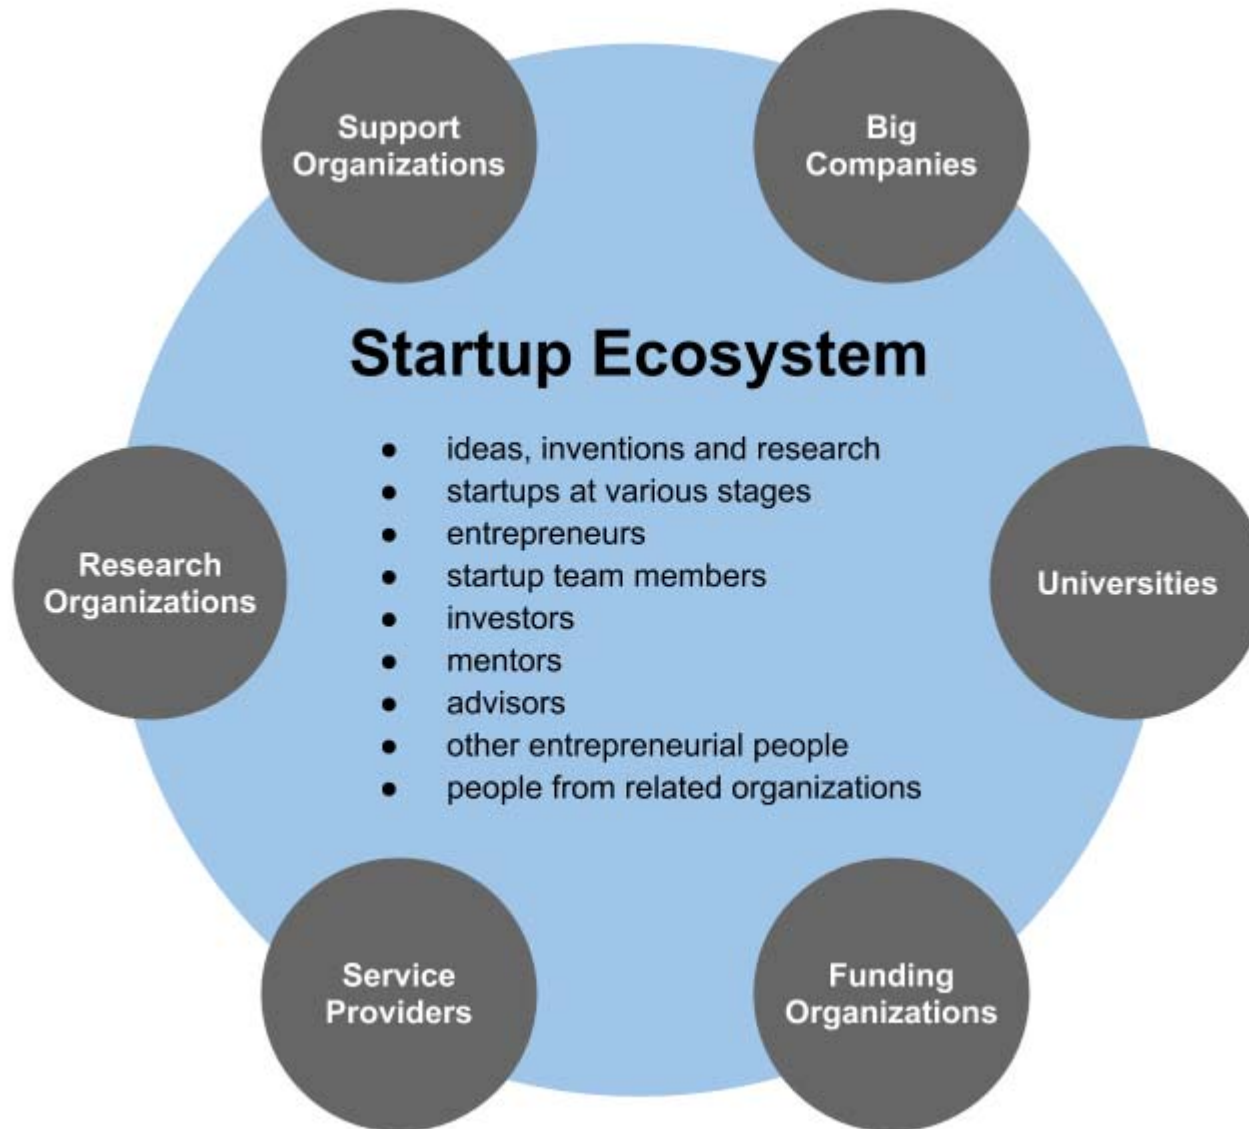 Support
Organizations
Big
Companies
Startup Ecosystem
● ideas, inventions and research
● startups at various stages
● entrepreneurs
● startup team members
● investors
● mentors
● advisors
● other entrepreneurial people
● people from related organizations
Research
Organizations
Universities
Service
Providers
Funding
Organizations